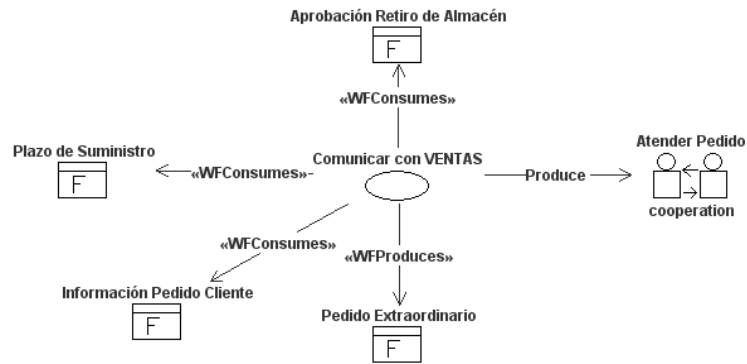 Aprobación Retiro de Almacén
F
«WFConsumes»
Plazo de Suministro
F
«WFConsumes»
Comunicar con VENTAS
Produce
Atender Pedido
cooperation
«WFConsumes»
«WFProduces»
Información Pedido Cliente
F
Pedido Extraordinario
F